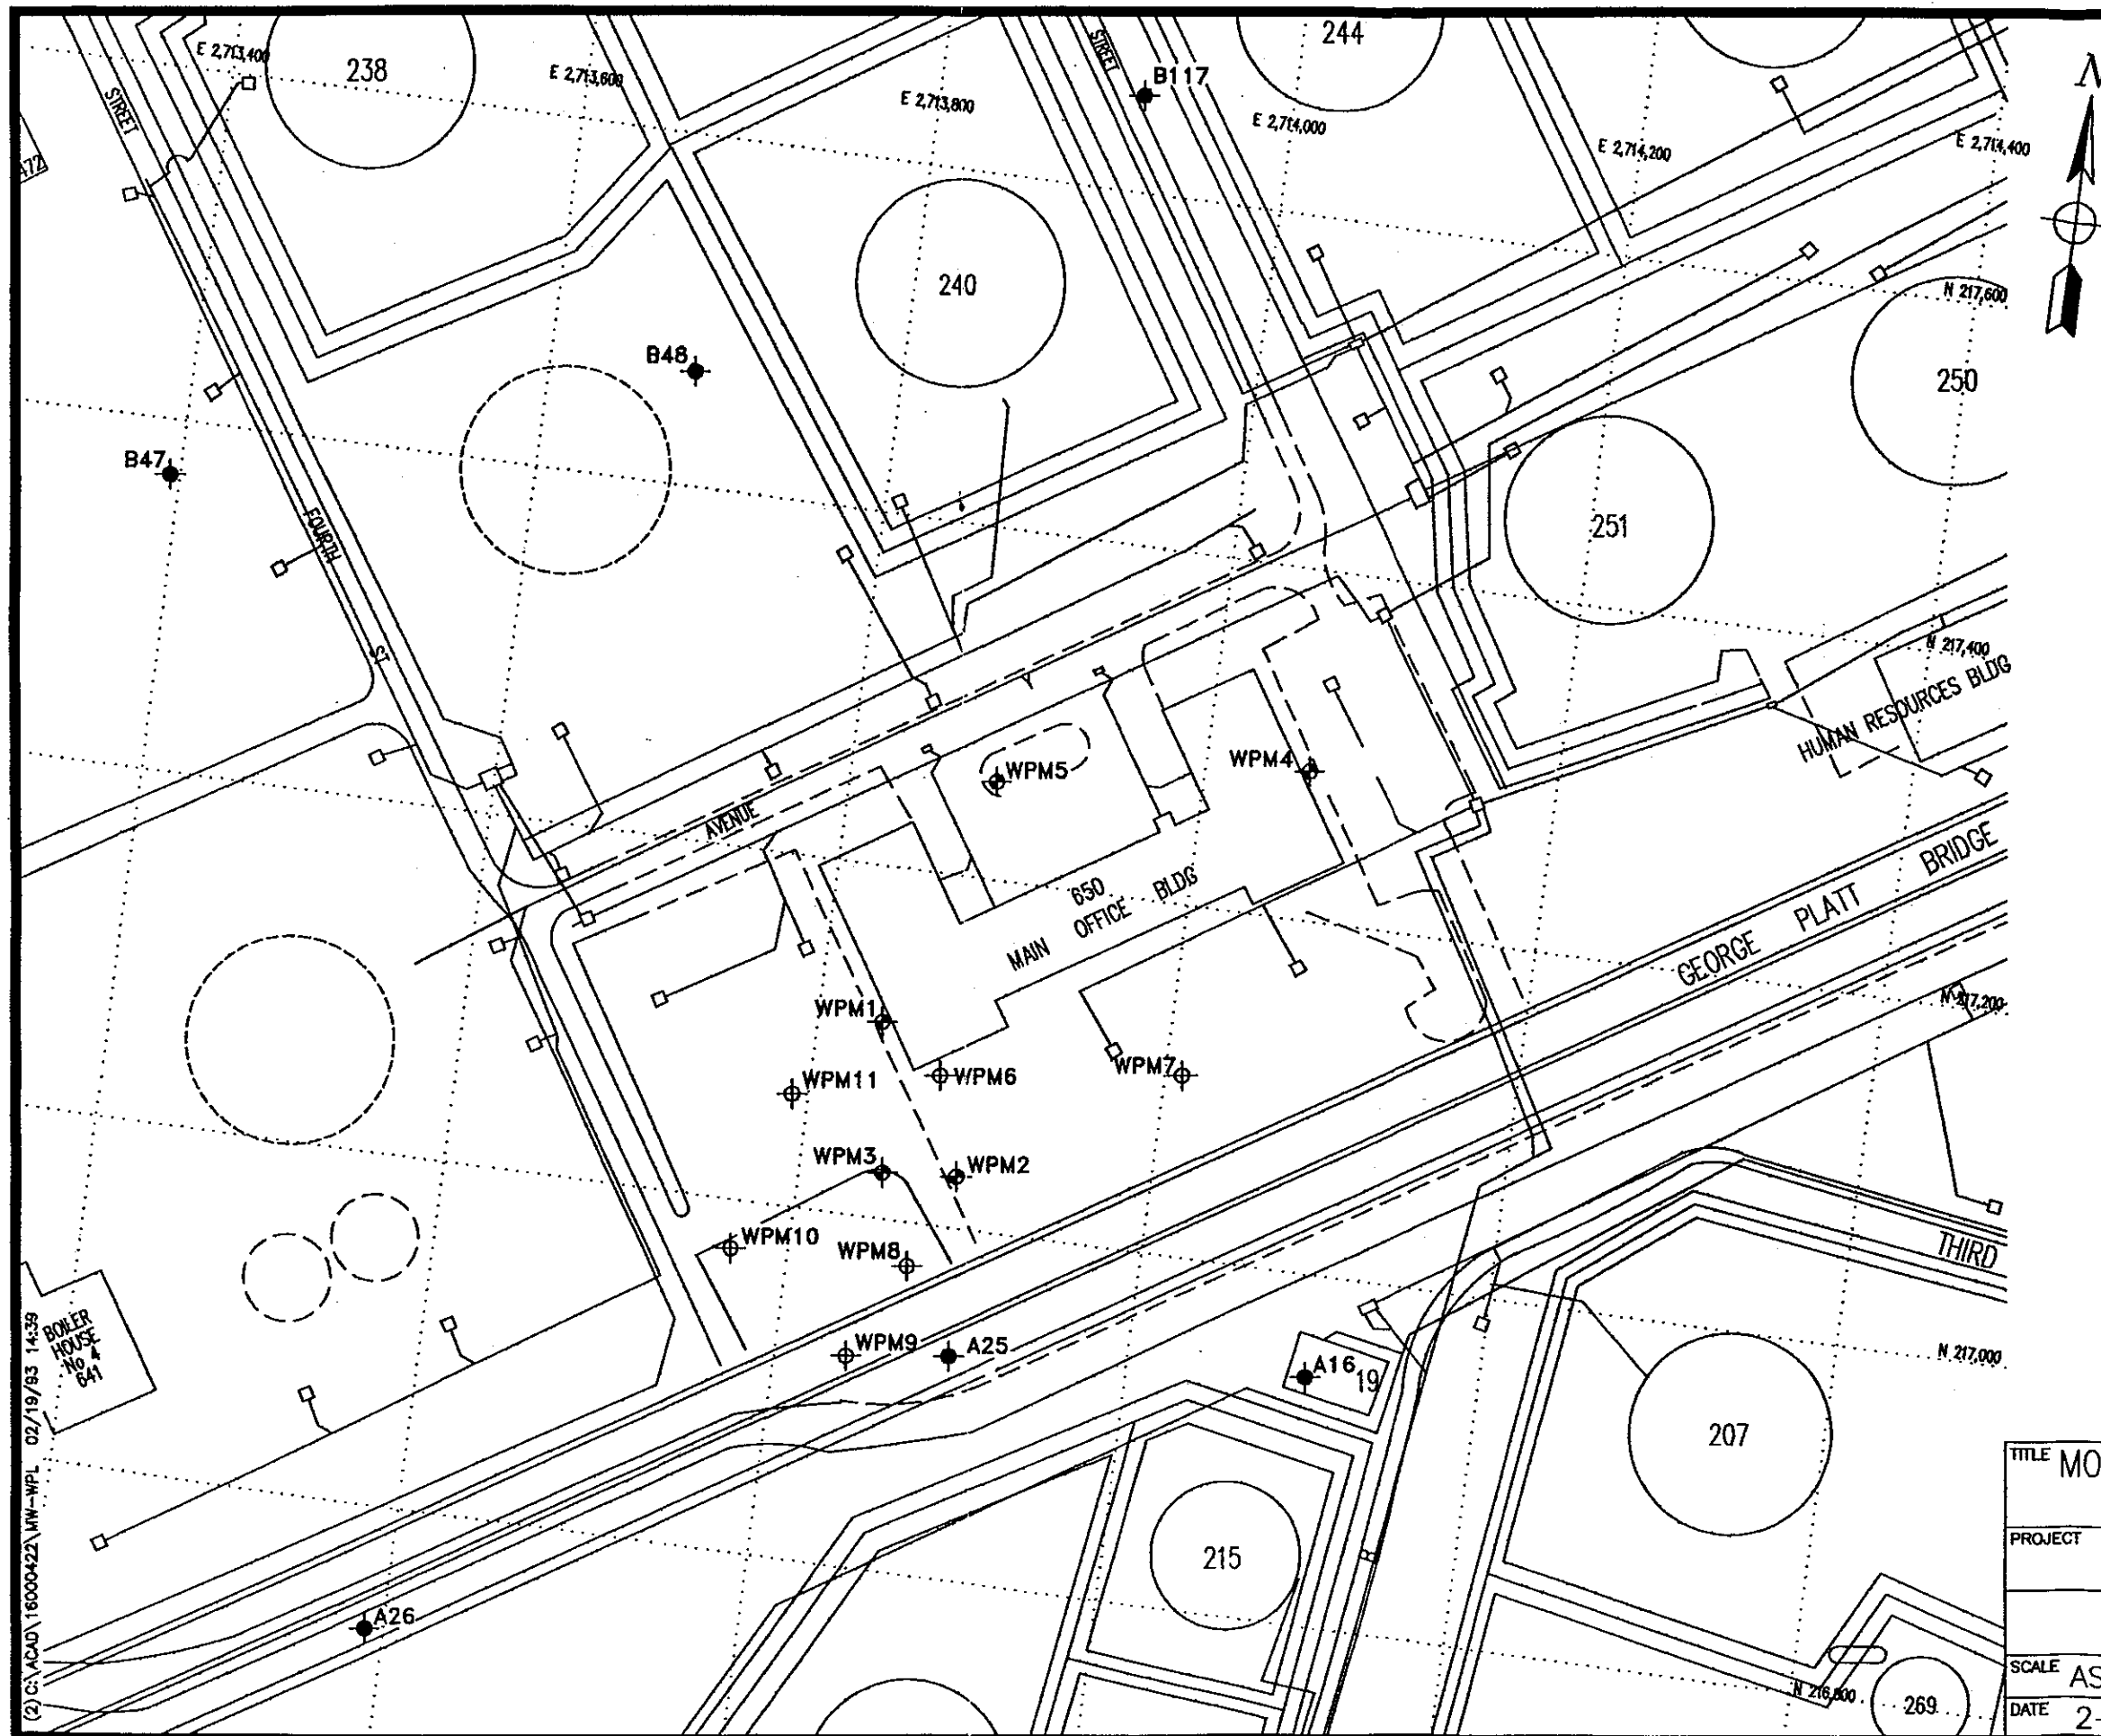 E 2,713,400
238
E 2,713,600
E 2,713,800
STREET
B117
244
E 2,714,000
E 2,714,200
E 2,714,400
N
STREET
472
240
N 217,600
B48
250
B47
251
FOURTH
ST
N 217,400
HUMAN RESOURCES BLDG
WPM5
WPM4
AVENUE
650
MAIN OFFICE BLDG
GEORGE PLATT BRIDGE
N 217,200
WPM1
WPM6
WPM7
WPM11
WPM3
WPM2
WPM10
WPM8
THIRD
BOILER
HOUSE
No 4
641
WPM9
A25
A16
19
N 217,000
207
215
A26
N 216,800
269
(2) C:\ACAD\16000422\MW-WPL 02/19/93 14:39
TITLE MO
PROJECT
SCALE AS
DATE 2-